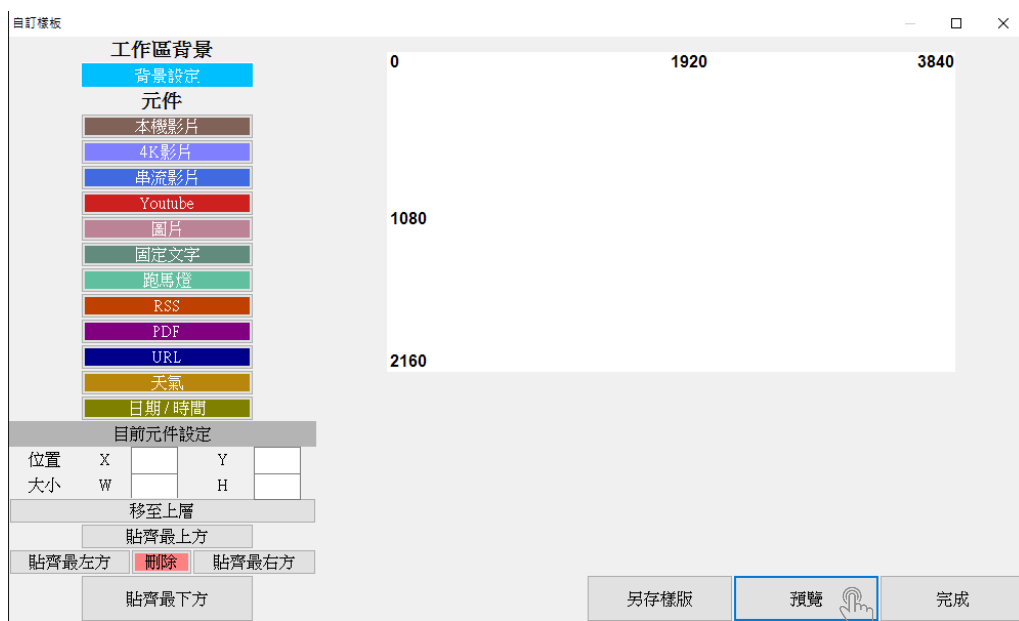 自訂樣板
工作區背景
背景設定
元件
本機影片
4K影片
串流影片
Youtube
圖片
固定文字
跑馬燈
RSS
PDF
URL
天氣
日期/時間
目前元件設定
位置 X Y
大小 W H
移至上層
貼齊最上方
貼齊最左方 刪除 貼齊最右方
貼齊最下方
0 1920 3840
1080
2160
另存樣版 預覽 完成